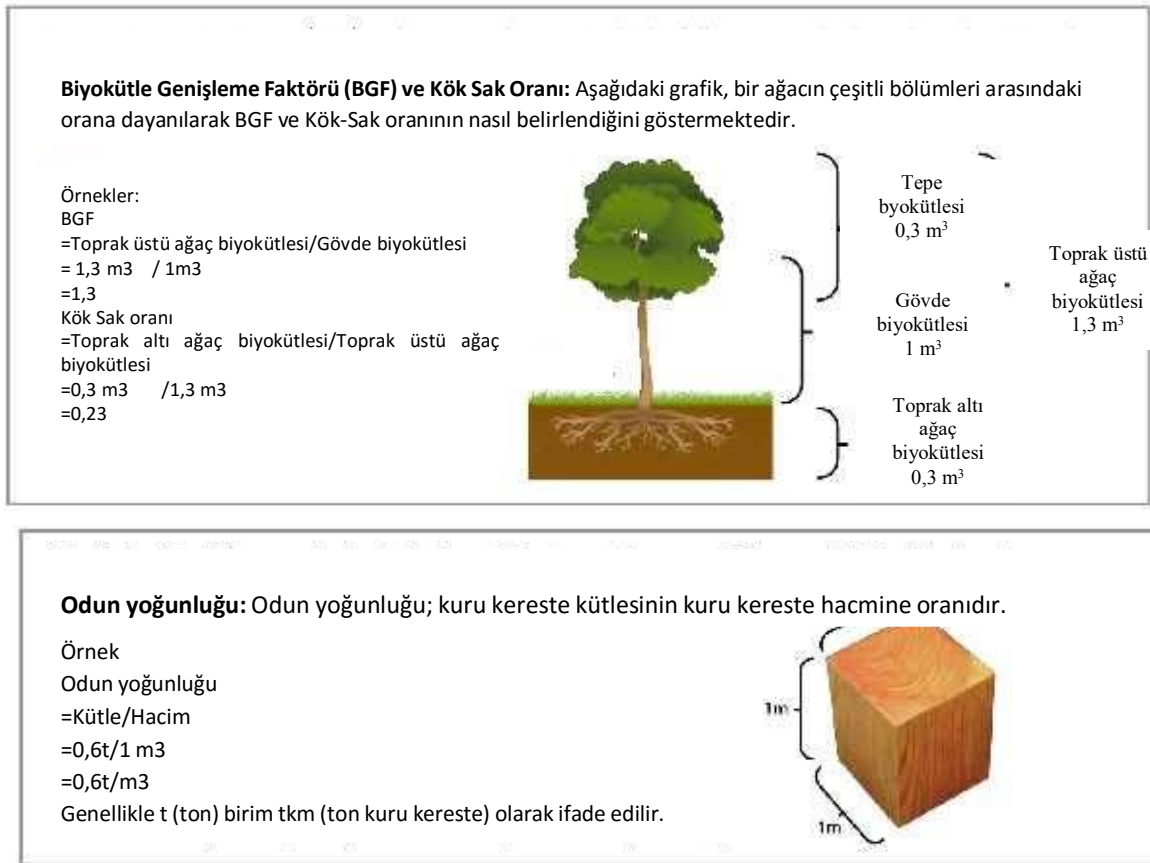 Biyokütle Genişleme Faktörü (BGF) ve Kök Sak Oranı: Aşağıdaki grafik, bir ağacın çeşitli bölümleri arasındaki
orana dayanılarak BGF ve Kök-Sak oranının nasıl belirlendiğini göstermektedir.
Örnekler:
BGF
=Toprak üstü ağaç biyokütlesi/Gövde biyokütlesi
= 1,3 m3 / 1m3
=1,3
Kök Sak oranı
=Toprak altı ağaç biyokütlesi/Toprak üstü ağaç
biyokütlesi
=0,3 m3 /1,3 m3
=0,23
Tepe
byokütlesi
0,3 m³
Gövde
biyokütlesi
1 m³
Toprak altı
ağaç
biyokütlesi
0,3 m³
Toprak üstü
ağaç
biyokütlesi
1,3 m³
Odun yoğunluğu: Odun yoğunluğu; kuru kereste kütlesinin kuru kereste hacmine oranıdır.
Örnek
Odun yoğunluğu
=Kütle/Hacim
=0,6t/1 m3
=0,6t/m3
Genellikle t (ton) birim tkm (ton kuru kereste) olarak ifade edilir.
1m
1m